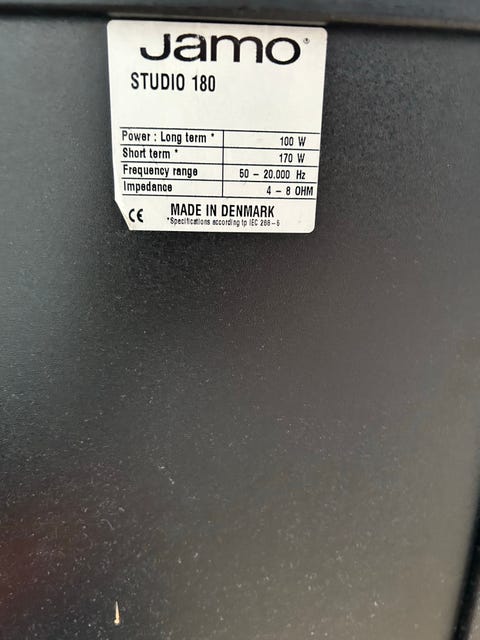 Jamo®
STUDIO 180
Power : Long term * 100 W
Short term * 170 W
Frequency range 50 – 20.000 Hz
Impedance 4 – 8 OHM
CE MADE IN DENMARK
*Specifications according to IEC 268–5